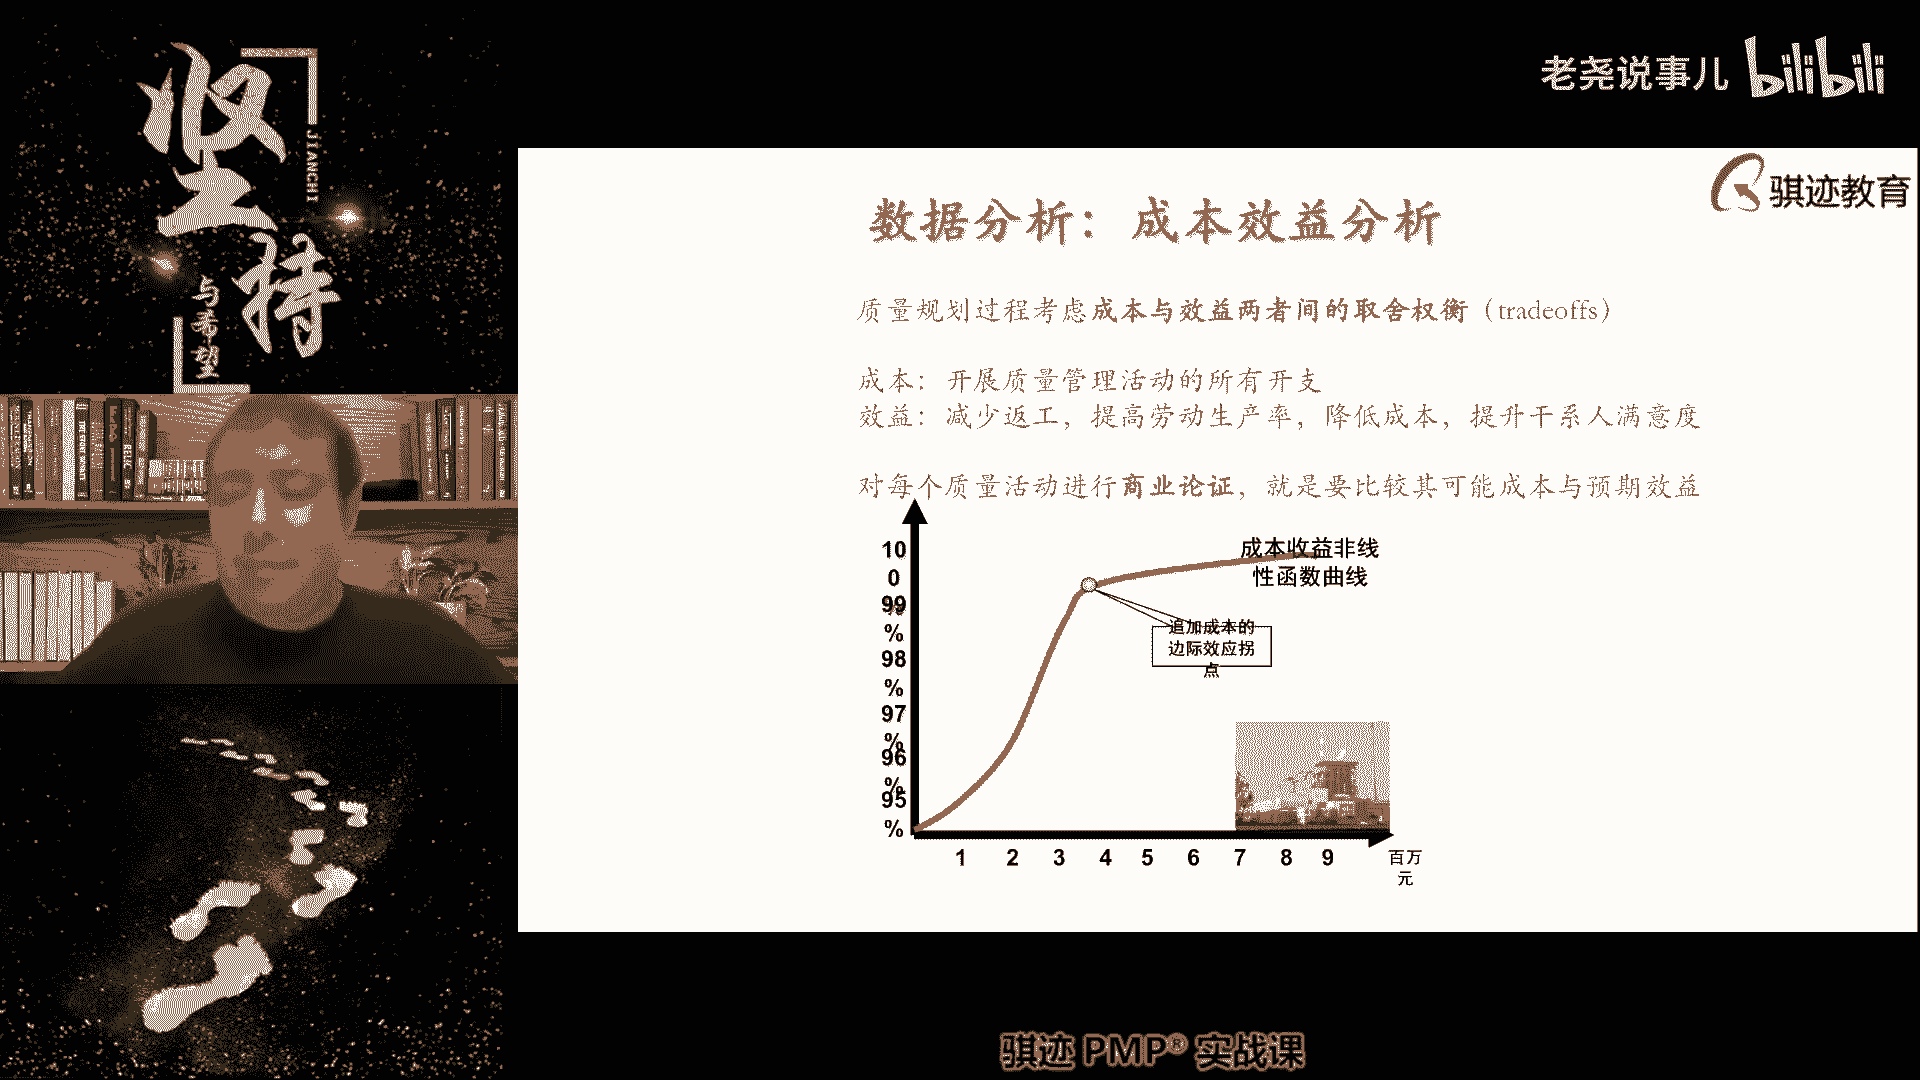 坚持
JIANCHI
与希望
老尧说事儿 bilibili
骐迹教育
数据分析：成本效益分析
质量规划过程考虑成本与效益两者间的取舍权衡（tradeoffs）
成本：开展质量管理活动的所有开支
效益：减少返工，提高劳动生产率，降低成本，提升干系人满意度
对每个质量活动进行商业论证，就是要比较其可能成本与预期效益
成本收益非线
性函数曲线
追加成本的
边际效应拐
点
10
0
%
99
%
98
%
97
%
96
%
95
%
1 2 3 4 5 6 7 8 9 百万
元
骐迹 PMP® 实战课